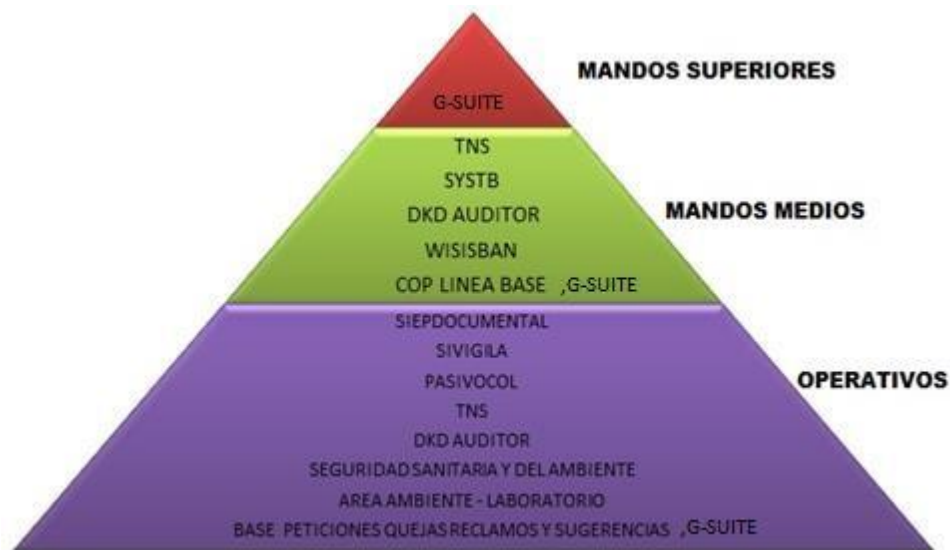 MANDOS SUPERIORES
G-SUITE
TNS
SYSTB
DKD AUDITOR
MANDOS MEDIOS
WISISBAN
COP LINEA BASE ,G-SUITE
SIEPDOCUMENTAL
SIVIGILA
PASIVOCOL
OPERATIVOS
TNS
DKD AUDITOR
SEGURIDAD SANITARIA Y DEL AMBIENTE
AREA AMBIENTE - LABORATORIO
BASE PETICIONES QUEJAS RECLAMOS Y SUGERENCIAS ,G-SUITE